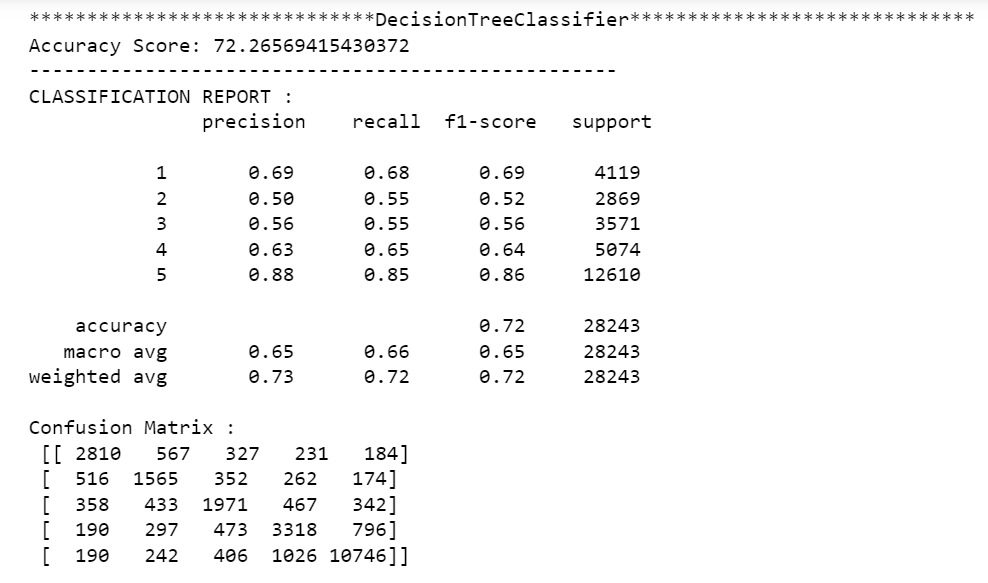 ******************************DecisionTreeClassifier******************************
Accuracy Score: 72.26569415430372
---------------------------------------------------
CLASSIFICATION REPORT :
               precision    recall  f1-score   support

           1       0.69      0.68      0.69      4119
           2       0.50      0.55      0.52      2869
           3       0.56      0.55      0.56      3571
           4       0.63      0.65      0.64      5074
           5       0.88      0.85      0.86     12610

    accuracy                           0.72     28243
   macro avg       0.65      0.66      0.65     28243
weighted avg       0.73      0.72      0.72     28243

Confusion Matrix :
 [[ 2810   567   327   231   184]
 [  516  1565   352   262   174]
 [  358   433  1971   467   342]
 [  190   297   473  3318   796]
 [  190   242   406  1026 10746]]